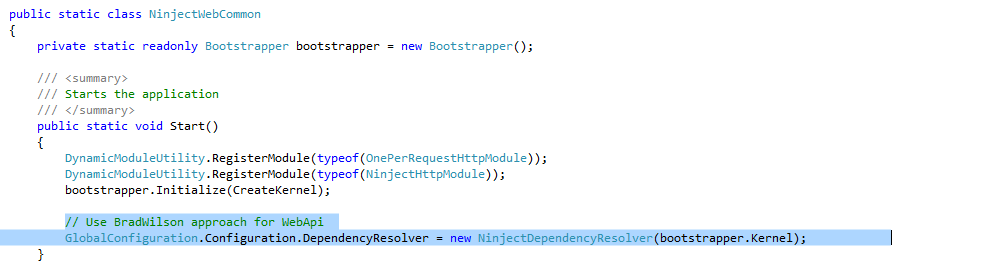 public static class NinjectWebCommon
{
    private static readonly Bootstrapper bootstrapper = new Bootstrapper();
    /// <summary>
    /// Starts the application
    /// </summary>
    public static void Start()
    {
        DynamicModuleUtility.RegisterModule(typeof(OnePerRequestHttpModule));
        DynamicModuleUtility.RegisterModule(typeof(NinjectHttpModule));
        bootstrapper.Initialize(CreateKernel);
        // Use BradWilson approach for WebApi
        GlobalConfiguration.Configuration.DependencyResolver = new NinjectDependencyResolver(bootstrapper.Kernel);
    }